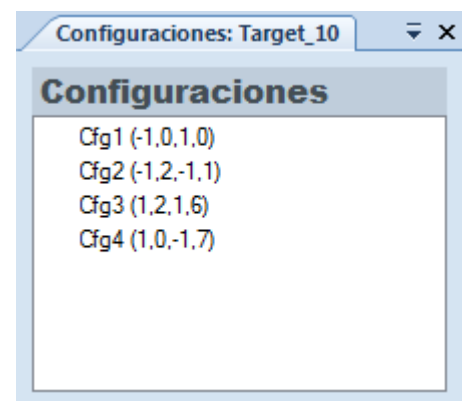 Configuraciones: Target_10
Configuraciones
Cfg1 (-1,0,1,0)
Cfg2 (-1,2,-1,1)
Cfg3 (1,2,1,6)
Cfg4 (1,0,-1,7)